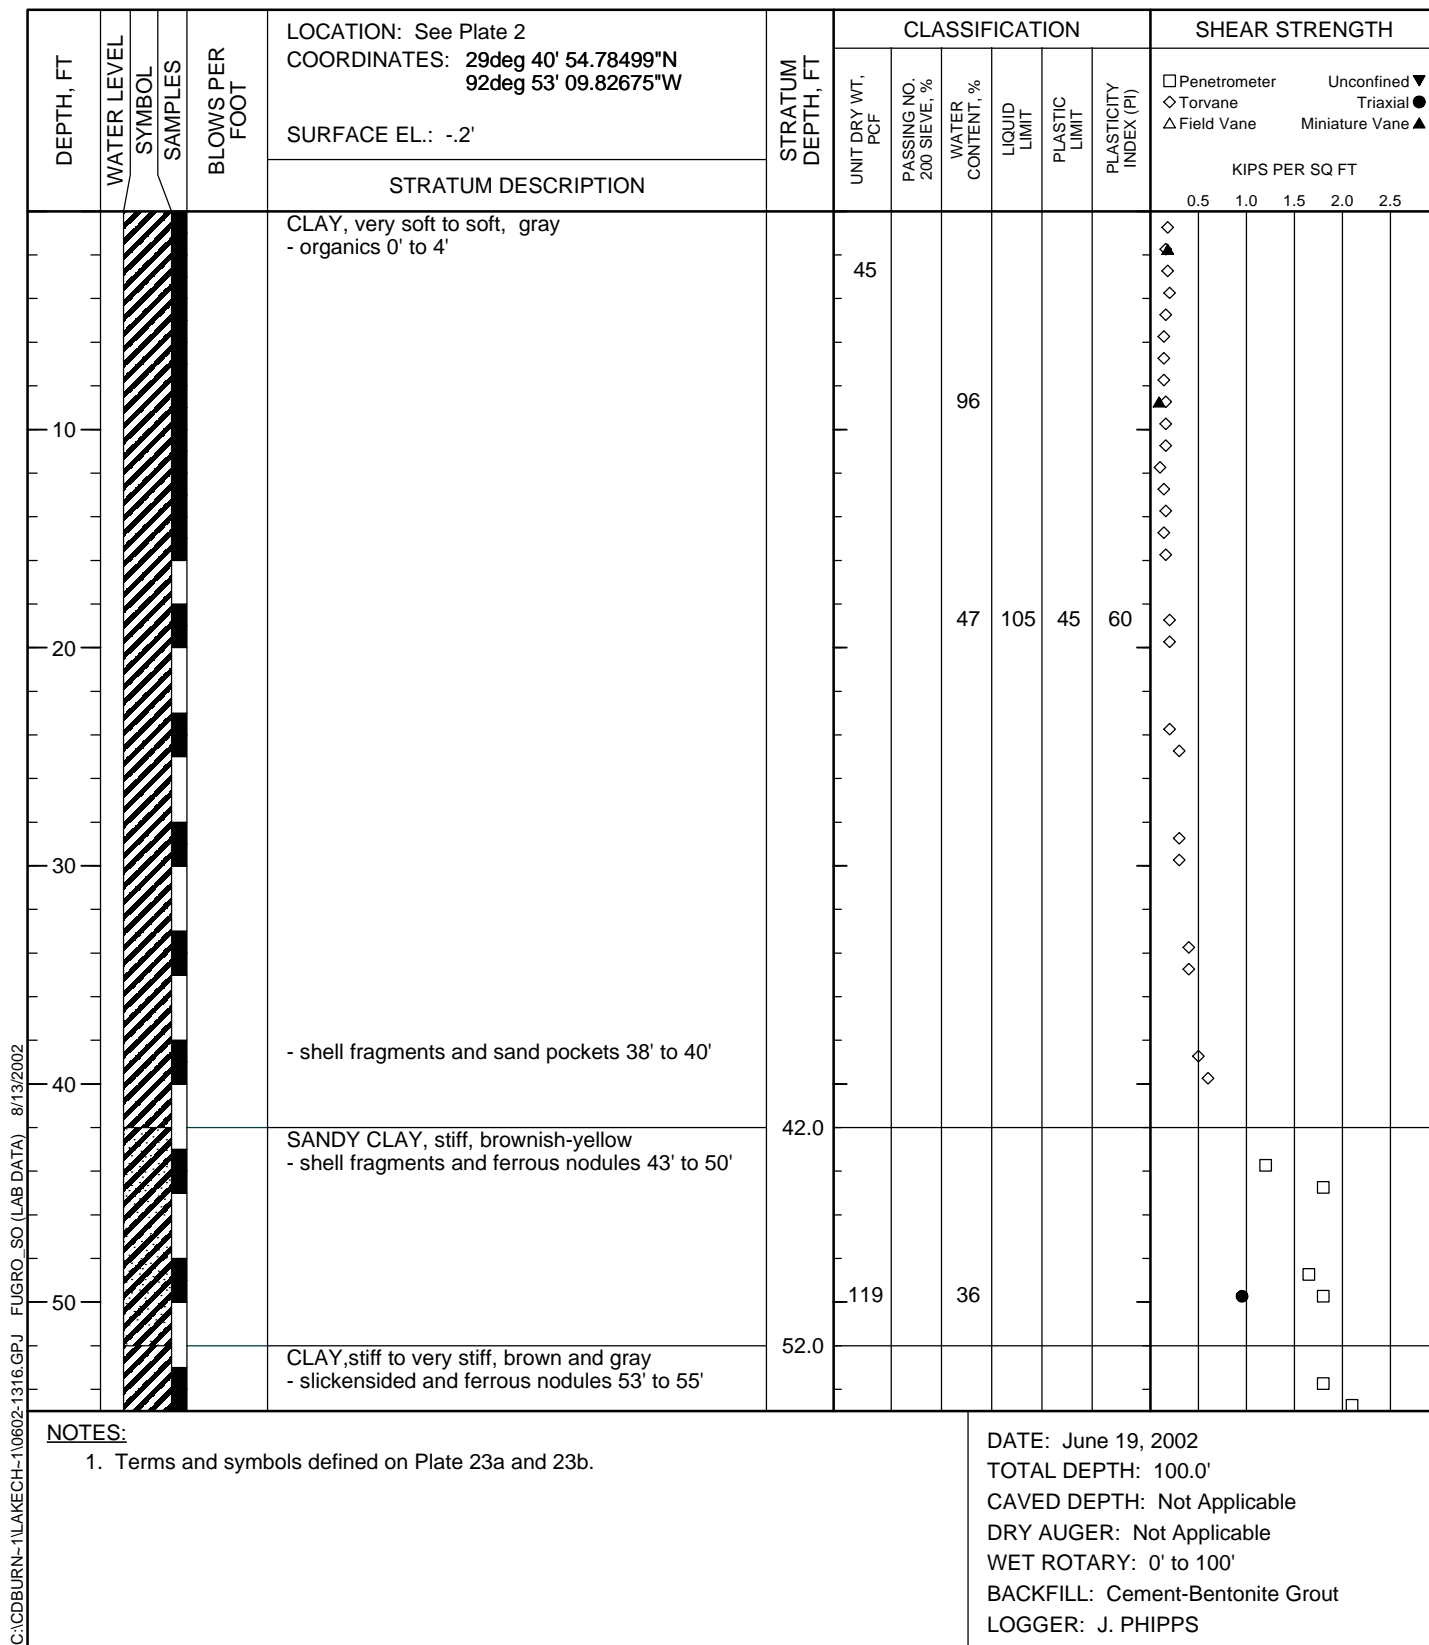 DEPTH, FT
WATER LEVEL
SYMBOL
SAMPLES
BLOWS PER
FOOT
LOCATION: See Plate 2
COORDINATES: 29deg 40' 54.78499"N
92deg 53' 09.82675"W
SURFACE EL.: -.2'
STRATUM DESCRIPTION
STRATUM
DEPTH, FT
CLASSIFICATION
UNIT DRY WT,
PCF
PASSING NO.
200 SIEVE, %
WATER
CONTENT, %
LIQUID
LIMIT
PLASTIC
LIMIT
PLASTICITY
INDEX (PI)
SHEAR STRENGTH
Penetrometer Unconfined
Torvane Triaxial
Field Vane Miniature Vane
KIPS PER SQ FT
0.5 1.0 1.5 2.0 2.5
CLAY, very soft to soft, gray
- organics 0' to 4'
45
96
10
47 105 45 60
20
30
- shell fragments and sand pockets 38' to 40'
40
42.0
SANDY CLAY, stiff, brownish-yellow
- shell fragments and ferrous nodules 43' to 50'
119 36
50
52.0
CLAY,stiff to very stiff, brown and gray
- slickensided and ferrous nodules 53' to 55'
NOTES:
1. Terms and symbols defined on Plate 23a and 23b.
DATE: June 19, 2002
TOTAL DEPTH: 100.0'
CAVED DEPTH: Not Applicable
DRY AUGER: Not Applicable
WET ROTARY: 0' to 100'
BACKFILL: Cement-Bentonite Grout
LOGGER: J. PHIPPS
C:\CDBURN~1\LAKECH~1\0602-1316.GPJ FUGRO_SO (LAB DATA) 8/13/2002